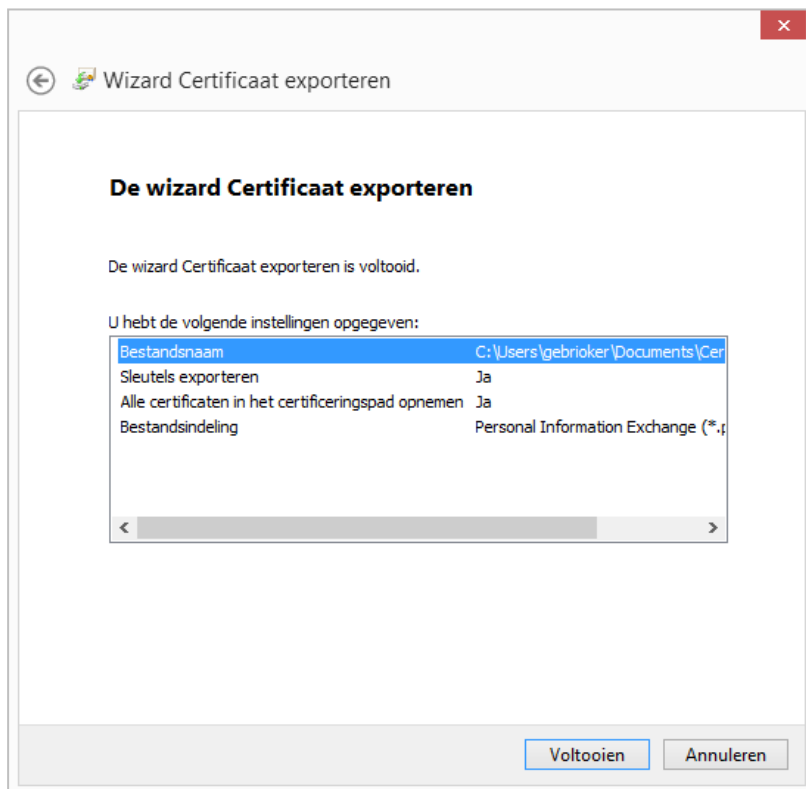 Wizard Certificaat exporteren
De wizard Certificaat exporteren
De wizard Certificaat exporteren is voltooid.
U hebt de volgende instellingen opgegeven:
Bestandsnaam C:\Users\gebrioker\Documents\Cer
Sleutels exporteren Ja
Alle certificaten in het certificeringspad opnemen Ja
Bestandsindeling Personal Information Exchange (*.p
Voltooien Annuleren